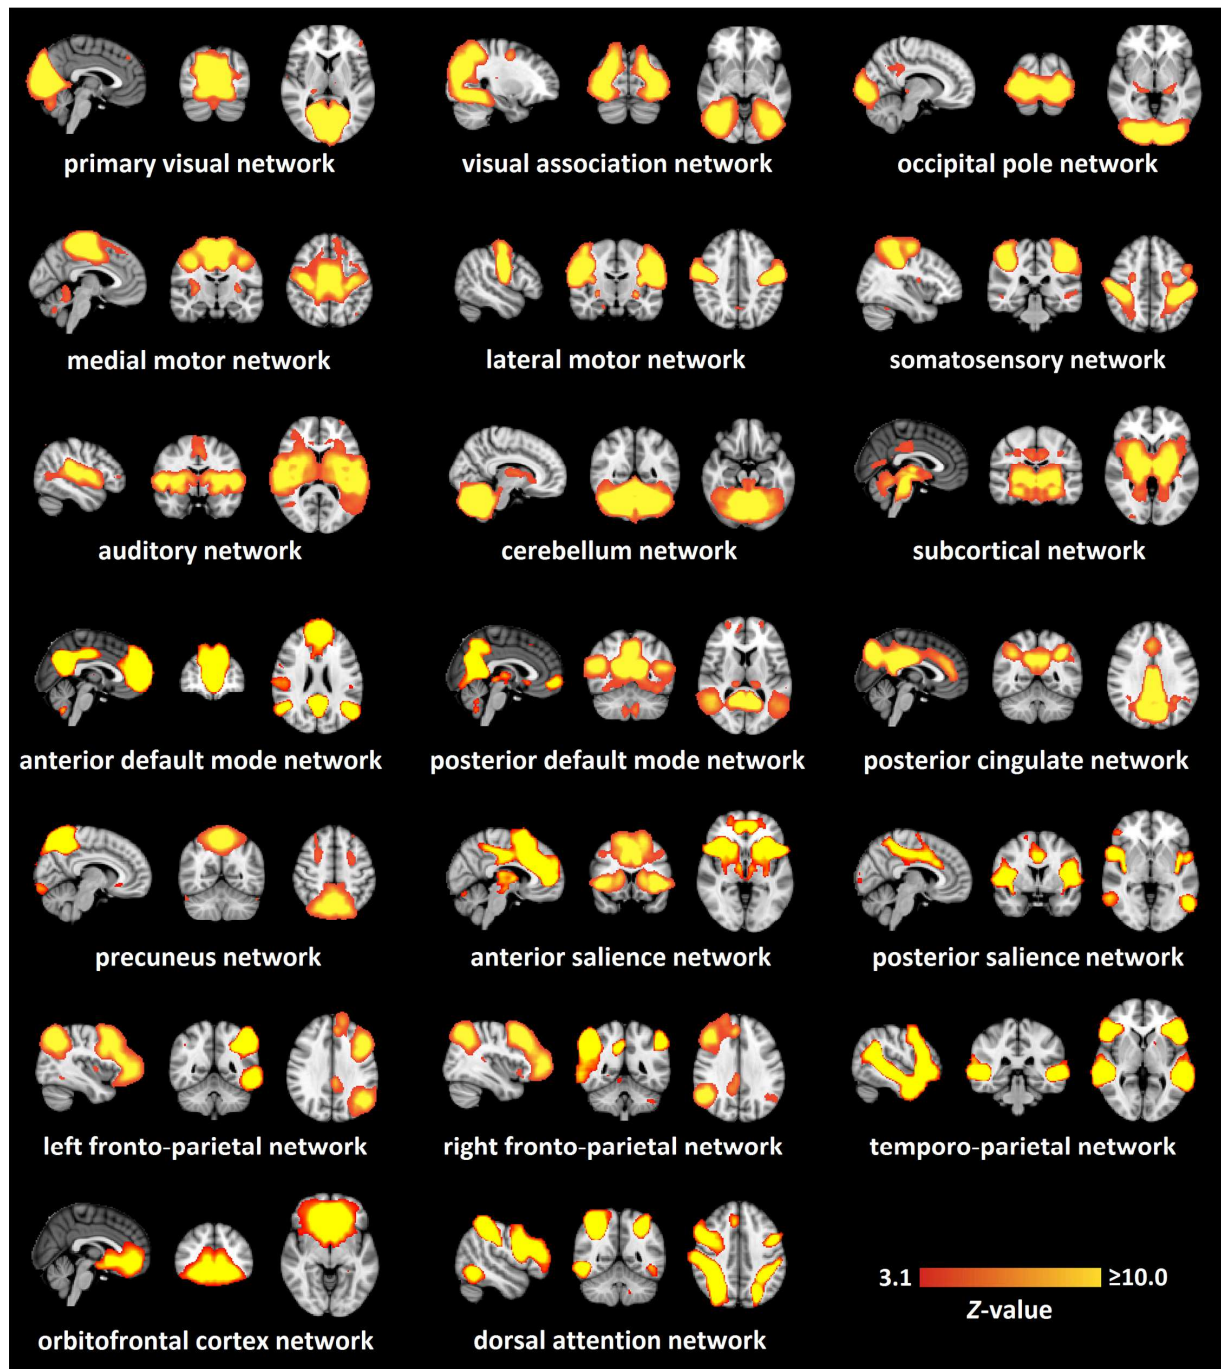 primary visual network
visual association network
occipital pole network
medial motor network
lateral motor network
somatosensory network
auditory network
cerebellum network
subcortical network
anterior default mode network
posterior default mode network
posterior cingulate network
precuneus network
anterior salience network
posterior salience network
left fronto-parietal network
right fronto-parietal network
temporo-parietal network
3.1 ≥10.0
Z-value
orbitofrontal cortex network
dorsal attention network